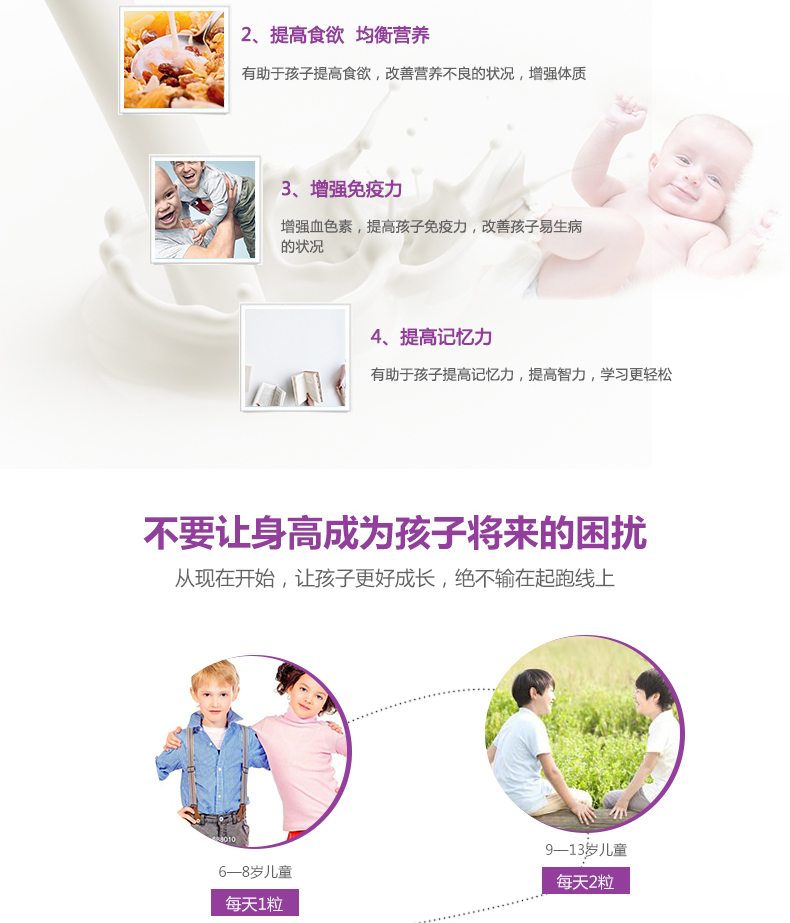 2、提高食欲 均衡营养
有助于孩子提高食欲，改善营养不良的状况，增强体质
3、增强免疫力
增强血色素，提高孩子免疫力，改善孩子易生病
的状况
4、提高记忆力
有助于孩子提高记忆力，提高智力，学习更轻松
不要让身高成为孩子将来的困扰
从现在开始，让孩子更好成长，绝不输在起跑线上
6—8岁儿童
每天1粒
9—13岁儿童
每天2粒